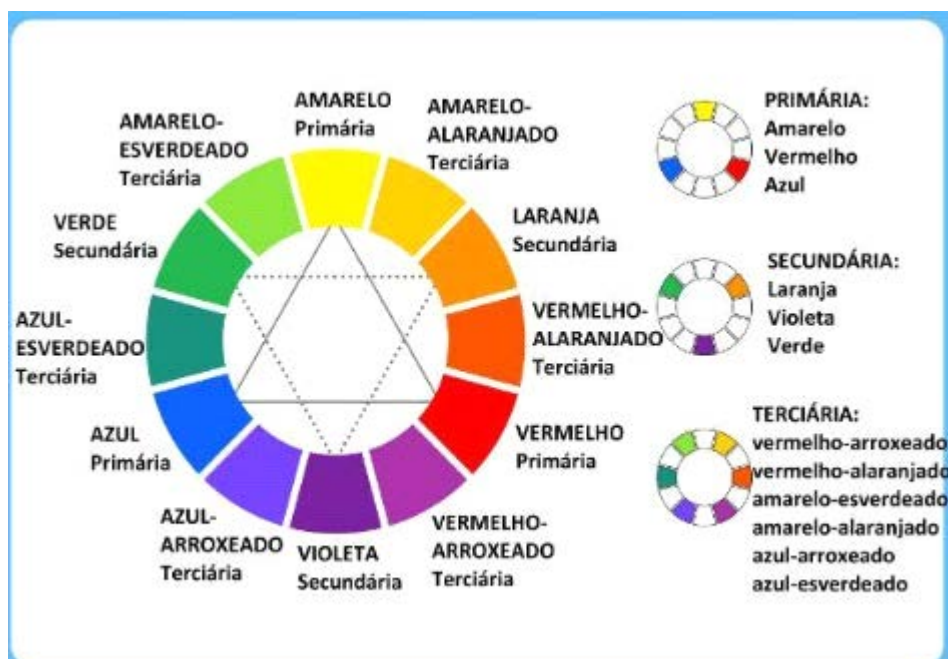 AMARELO
Primária
AMARELO-
ALARANJADO
Terciária
LARANJA
Secundária
VERMELHO-
ALARANJADO
Terciária
VERMELHO
Primária
VERMELHO-
ARROXEADO
Terciária
VIOLETA
Secundária
AZUL-
ARROXEADO
Terciária
AZUL
Primária
AZUL-
ESVERDEADO
Terciária
VERDE
Secundária
AMARELO-
ESVERDEADO
Terciária
PRIMÁRIA:
Amarelo
Vermelho
Azul
SECUNDÁRIA:
Laranja
Violeta
Verde
TERCIÁRIA:
vermelho-arroxeado
vermelho-alaranjado
amarelo-esverdeado
amarelo-alaranjado
azul-arroxeado
azul-esverdeado